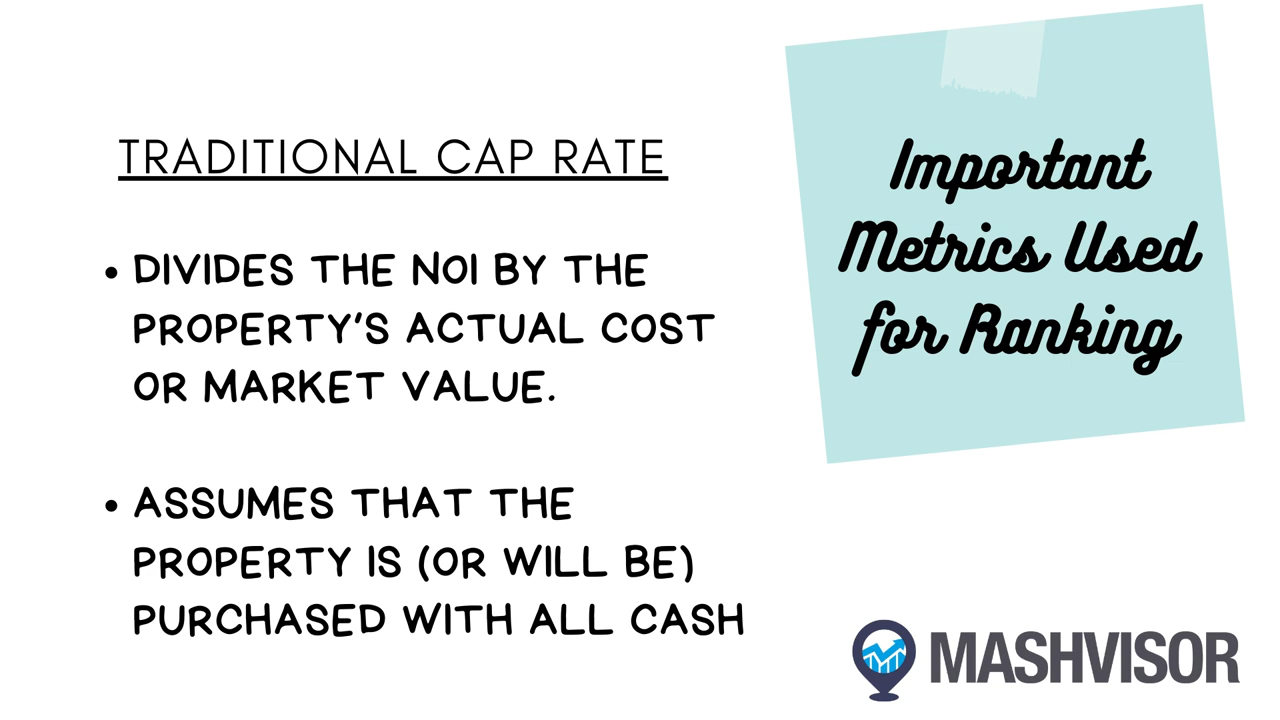 TRADITIONAL CAP RATE
• DIVIDES THE NOI BY THE
PROPERTY'S ACTUAL COST
OR MARKET VALUE.
• ASSUMES THAT THE
PROPERTY IS (OR WILL BE)
PURCHASED WITH ALL CASH
Important
Metrics Used
for Ranking
MASHVISOR